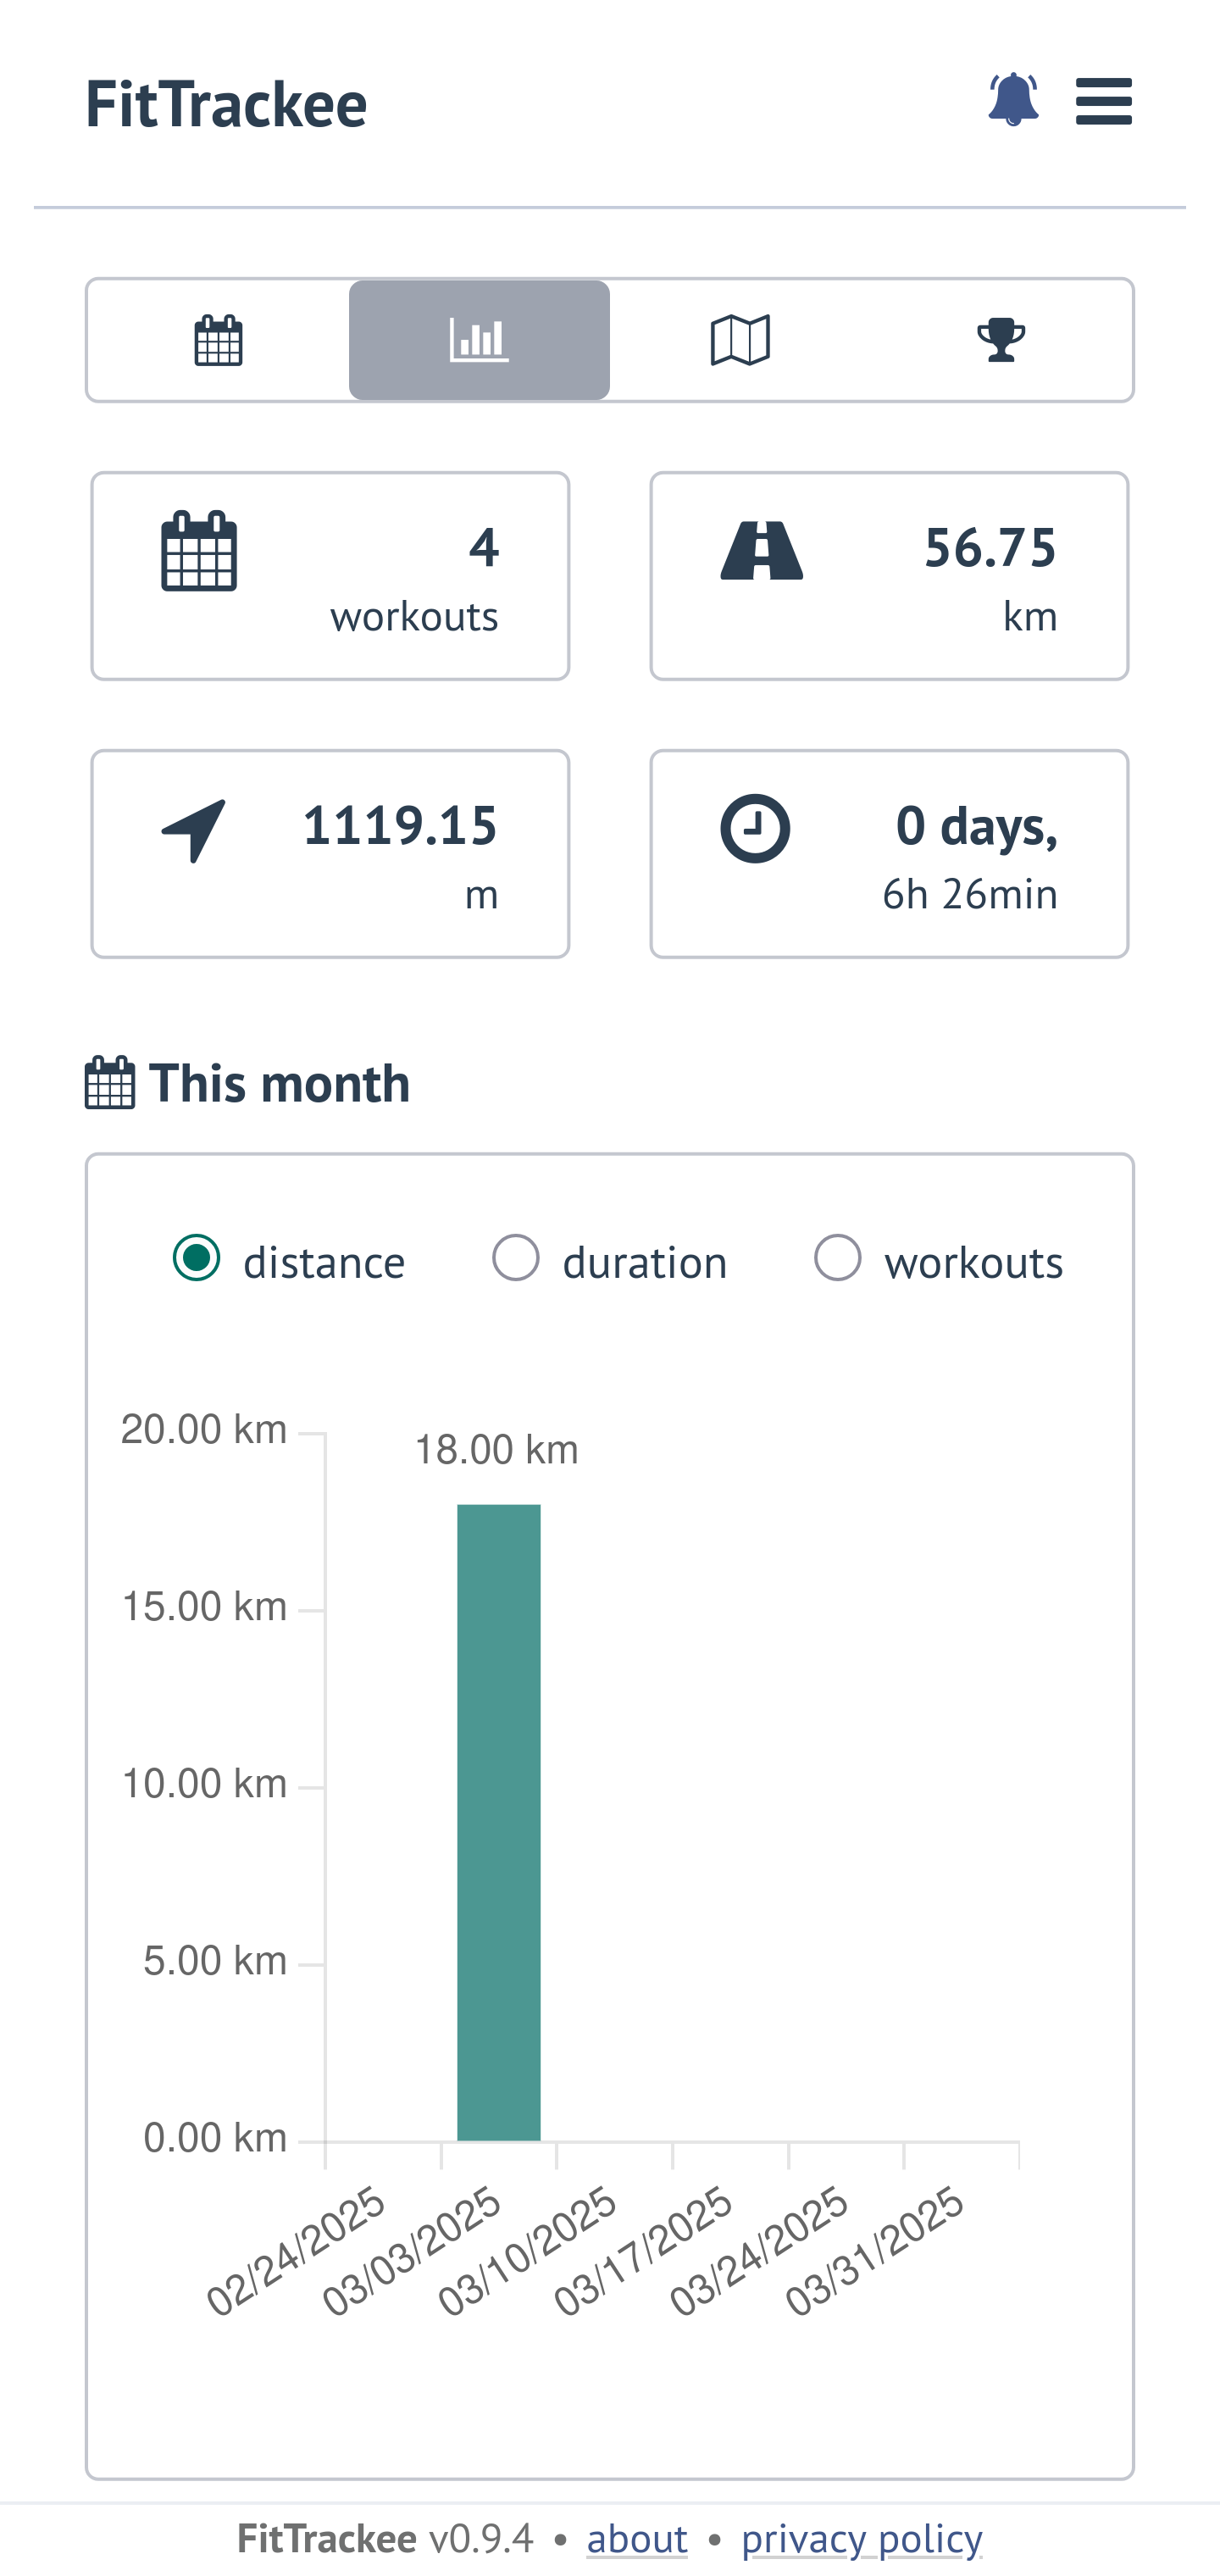 FitTrackee
4
workouts
56.75
km
1119.15
m
0 days,
6h 26min
This month
distance duration workouts
20.00 km
18.00 km
15.00 km
10.00 km
5.00 km
0.00 km
02/24/2025
03/03/2025
03/10/2025
03/17/2025
03/24/2025
03/31/2025
FitTrackee v0.9.4 • about • privacy policy